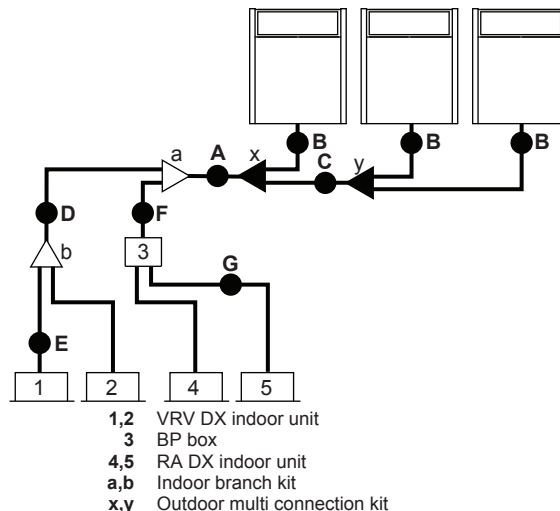 B B B
a A x C y
D F
b 3
G
E
1 2 4 5
1,2 VRV DX indoor unit
3 BP box
4,5 RA DX indoor unit
a,b Indoor branch kit
x,y Outdoor multi connection kit